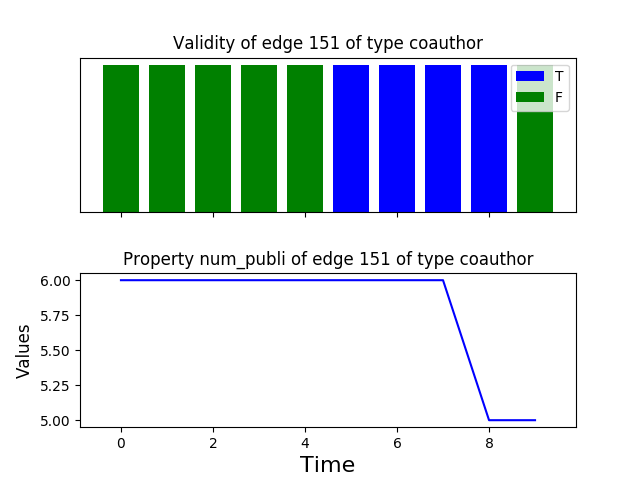 Validity of edge 151 of type coauthor
T
F
Property num_publi of edge 151 of type coauthor
6.00
5.75
5.50
5.25
5.00
Values
0 2 4 6 8
Time